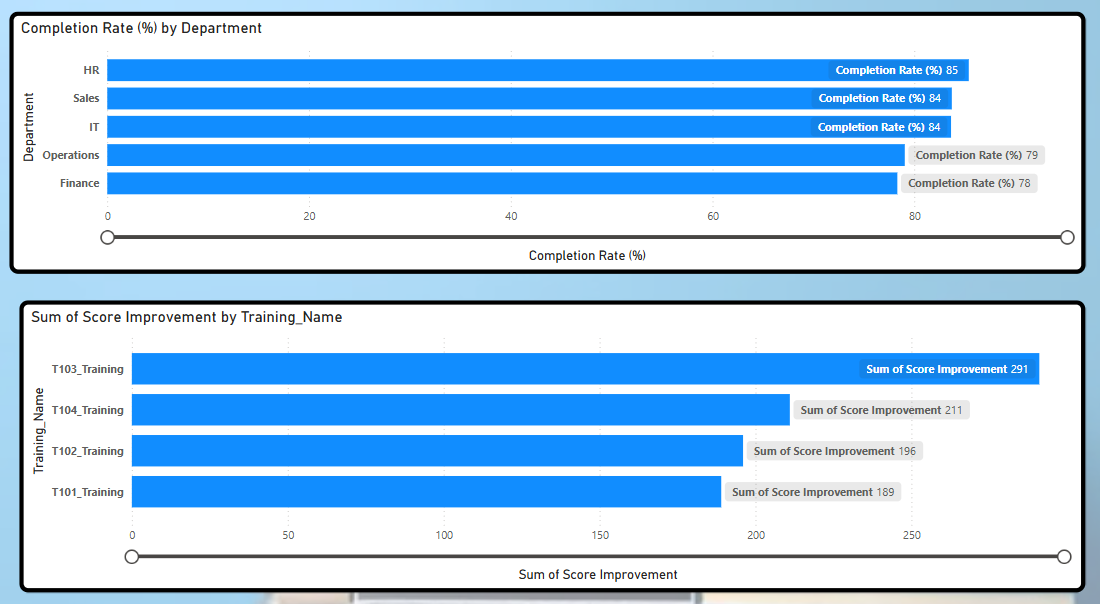 Completion Rate (%) by Department
Department
HR
Completion Rate (%) 85
Sales
Completion Rate (%) 84
IT
Completion Rate (%) 84
Operations
Completion Rate (%) 79
Finance
Completion Rate (%) 78
0 20 40 60 80
Completion Rate (%)
Sum of Score Improvement by Training_Name
Training_Name
T103_Training
Sum of Score Improvement 291
T104_Training
Sum of Score Improvement 211
T102_Training
Sum of Score Improvement 196
T101_Training
Sum of Score Improvement 189
0 50 100 150 200 250
Sum of Score Improvement